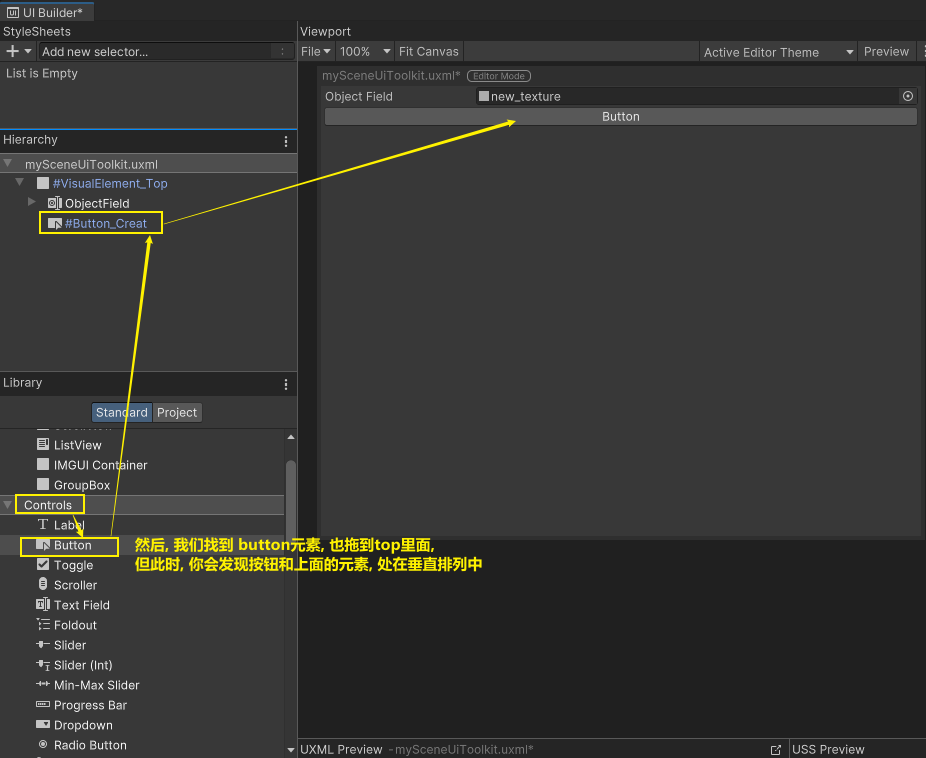 UI Builder*
StyleSheets
Add new selector...
List is Empty
Hierarchy
mySceneUiToolkit.uxml
#VisualElement_Top
ObjectField
#Button_Creat
Library
Standard Project
ListView
IMGUI Container
GroupBox
Controls
Label
Button
Toggle
Scroller
Text Field
Foldout
Slider
Slider (Int)
Min-Max Slider
Progress Bar
Dropdown
Radio Button
Viewport
File 100% Fit Canvas Active Editor Theme Preview
mySceneUiToolkit.uxml* Editor Mode
Object Field new_texture
Button
然后, 我们找到 button元素, 也拖到top里面,
但此时, 你会发现按钮和上面的元素, 处在垂直排列中
UXML Preview - mySceneUiToolkit.uxml* USS Preview